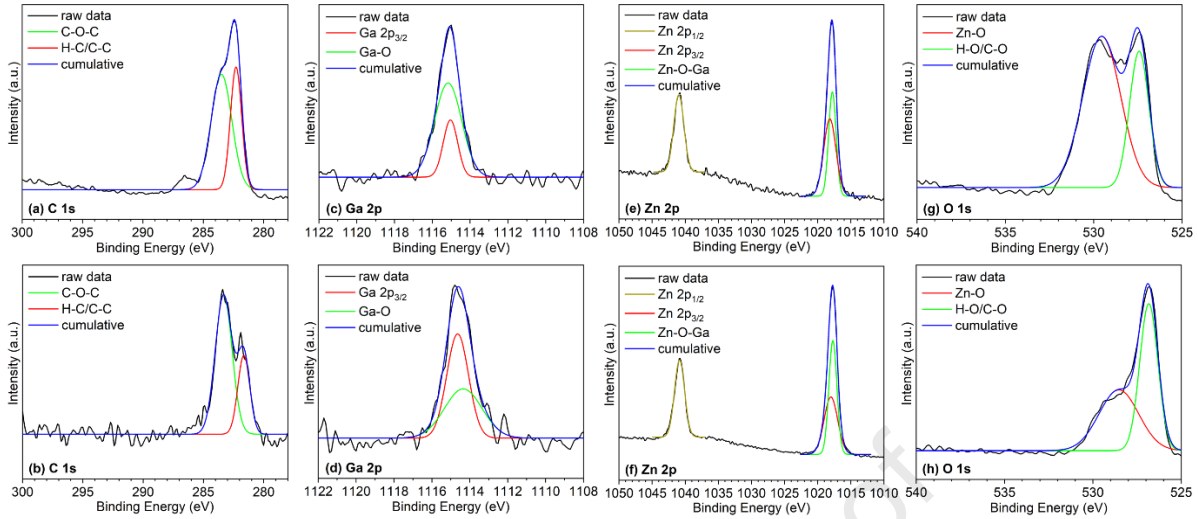 raw data
C-O-C
H-C/C-C
cumulative
Intensity (a.u.)
(a) C 1s
300 295 290 285 280
Binding Energy (eV)
raw data
Ga 2p3/2
Ga-O
cumulative
Intensity (a.u.)
(c) Ga 2p
1122 1120 1118 1116 1114 1112 1110 1108
Binding Energy (eV)
raw data
Zn 2p1/2
Zn 2p3/2
Zn-O-Ga
cumulative
Intensity (a.u.)
(e) Zn 2p
1050 1040 1030 1020 1010
Binding Energy (eV)
raw data
Zn-O
H-O/C-O
cumulative
Intensity (a.u.)
(g) O 1s
540 535 530 525
Binding Energy (eV)
raw data
C-O-C
H-C/C-C
cumulative
Intensity (a.u.)
(b) C 1s
300 295 290 285 280
Binding Energy (eV)
raw data
Ga 2p3/2
Ga-O
cumulative
Intensity (a.u.)
(d) Ga 2p
1122 1120 1118 1116 1114 1112 1110 1108
Binding Energy (eV)
raw data
Zn 2p1/2
Zn 2p3/2
Zn-O-Ga
cumulative
Intensity (a.u.)
(f) Zn 2p
1050 1045 1040 1035 1030 1025 1020 1015 1010
Binding Energy (eV)
raw data
Zn-O
H-O/C-O
cumulative
Intensity (a.u.)
(h) O 1s
540 535 530 525
Binding Energy (eV)